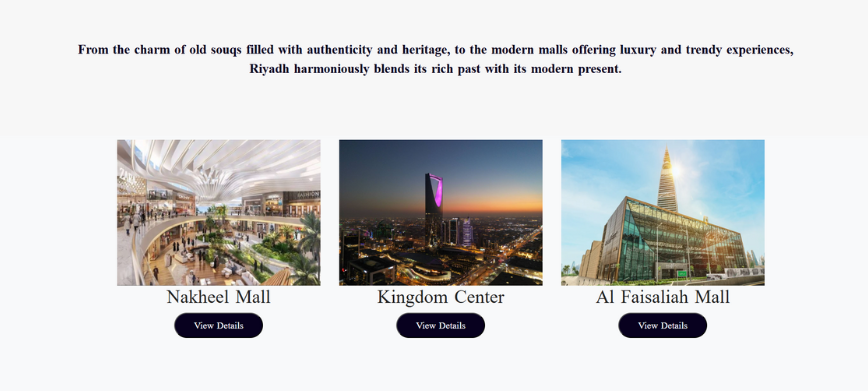 From the charm of old souqs filled with authenticity and heritage, to the modern malls offering luxury and trendy experiences,
Riyadh harmoniously blends its rich past with its modern present.
Nakheel Mall
Kingdom Center
Al Faisaliah Mall
View Details
View Details
View Details